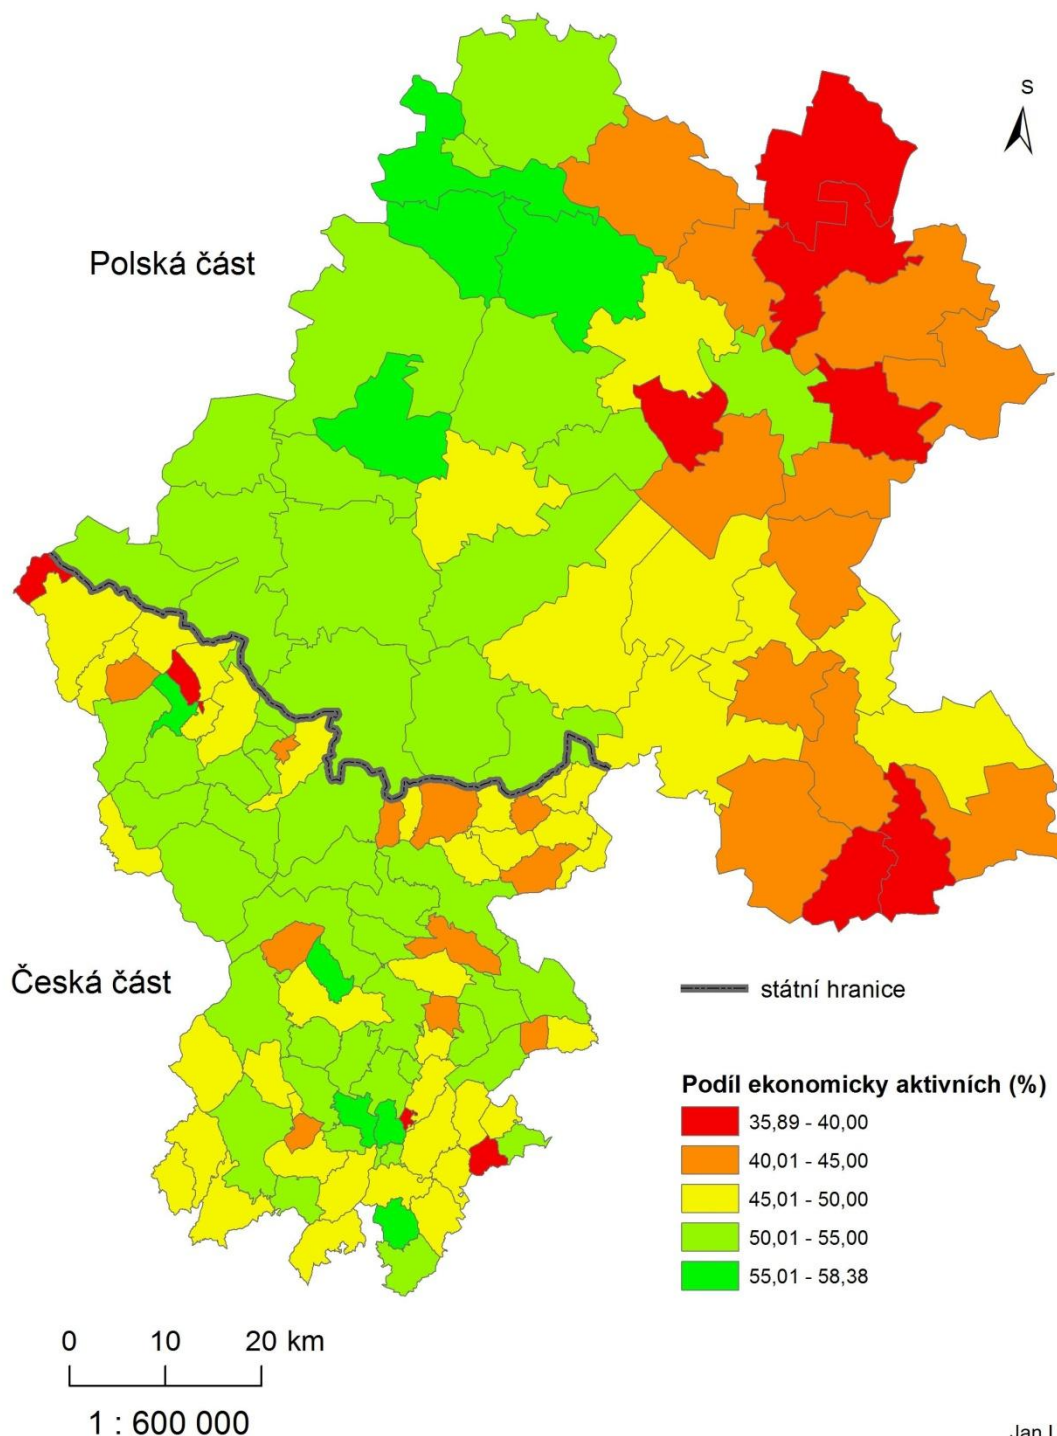 S
Polská část
Česká část
státní hranice
Podíl ekonomicky aktivních (%)
35,89 - 40,00
40,01 - 45,00
45,01 - 50,00
50,01 - 55,00
55,01 - 58,38
0 10 20 km
1 : 600 000
Jan